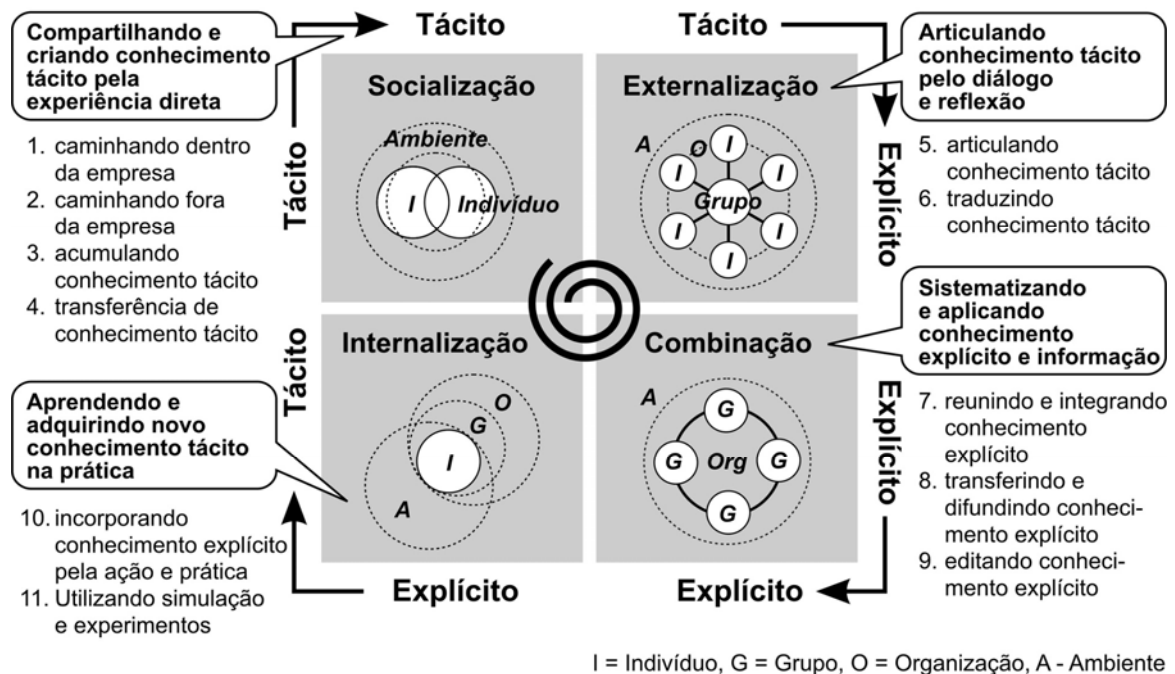 Compartilhando e
criando conhecimento
tácito pela
experiência direta
1. caminhando dentro
da empresa
2. caminhando fora
da empresa
3. acumulando
conhecimento tácito
4. transferência de
conhecimento tácito
Tácito
Tácito
Socialização
Ambiente
I
Indivíduo
Tácito
Externalização
A
O
I
I
I
Grupo
I
I
I
Explícito
Articulando
conhecimento tácito
pelo diálogo
e reflexão
5. articulando
conhecimento tácito
6. traduzindo
conhecimento tácito
Tácito
Internalização
O
G
I
A
Explícito
Aprendendo e
adquirindo novo
conhecimento tácito
na prática
10. incorporando
conhecimento explícito
pela ação e prática
11. Utilizando simulação
e experimentos
Combinação
A
G
G
Org
G
G
Explícito
Explícito
Sistematizando
e aplicando
conhecimento
explícito e informação
7. reunindo e integrando
conhecimento
explícito
8. transferindo e
difundindo conheci-
mento explícito
9. editando conheci-
mento explícito
I = Indivíduo, G = Grupo, O = Organização, A - Ambiente